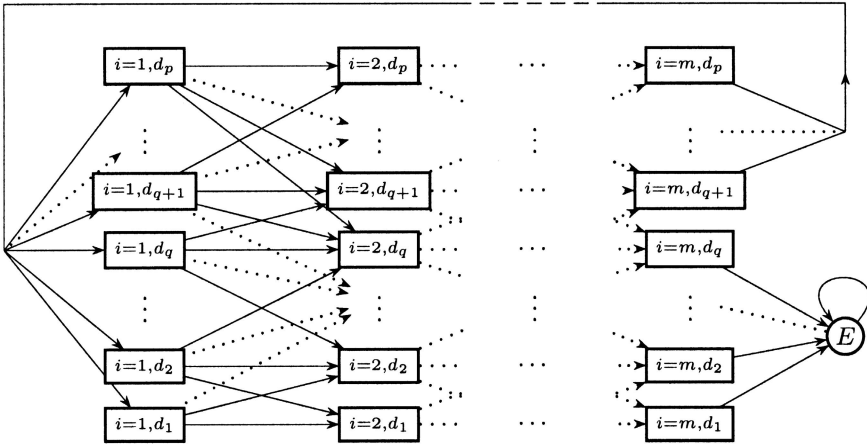 i=1,d_p i=2,d_p ··· i=m,d_p
⋮ ⋮ ⋮ ⋮
i=1,d_{q+1} i=2,d_{q+1} ··· i=m,d_{q+1}
i=1,d_q i=2,d_q ··· i=m,d_q
⋮ ⋮ ⋮ ⋮
E
i=1,d_2 i=2,d_2 ··· i=m,d_2
i=1,d_1 i=2,d_1 ··· i=m,d_1